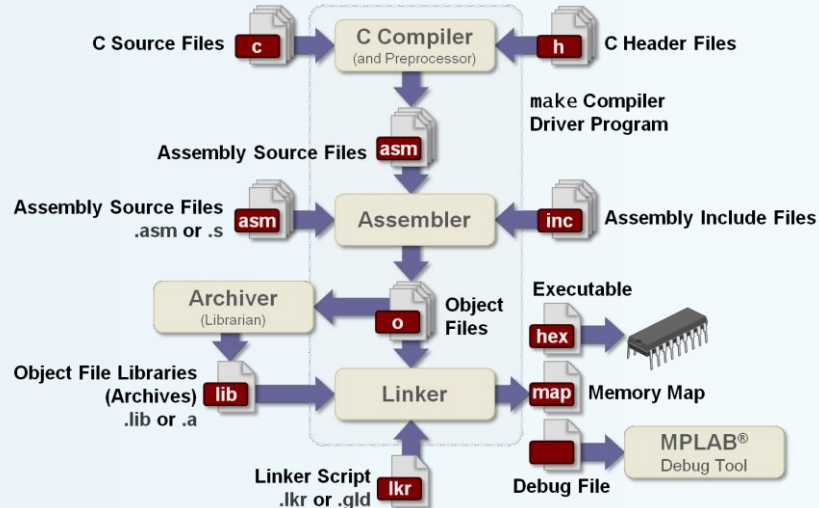 C Source Files
c
C Compiler
(and Preprocessor)
h
C Header Files
make Compiler
Driver Program
Assembly Source Files
asm
Assembly Source Files
.asm or .s
asm
Assembler
inc
Assembly Include Files
Archiver
(Librarian)
o
Object
Files
Executable
hex
Object File Libraries
(Archives)
.lib or .a
lib
Linker
map
Memory Map
Linker Script
.lkr or .gld
lkr
Debug File
MPLAB®
Debug Tool